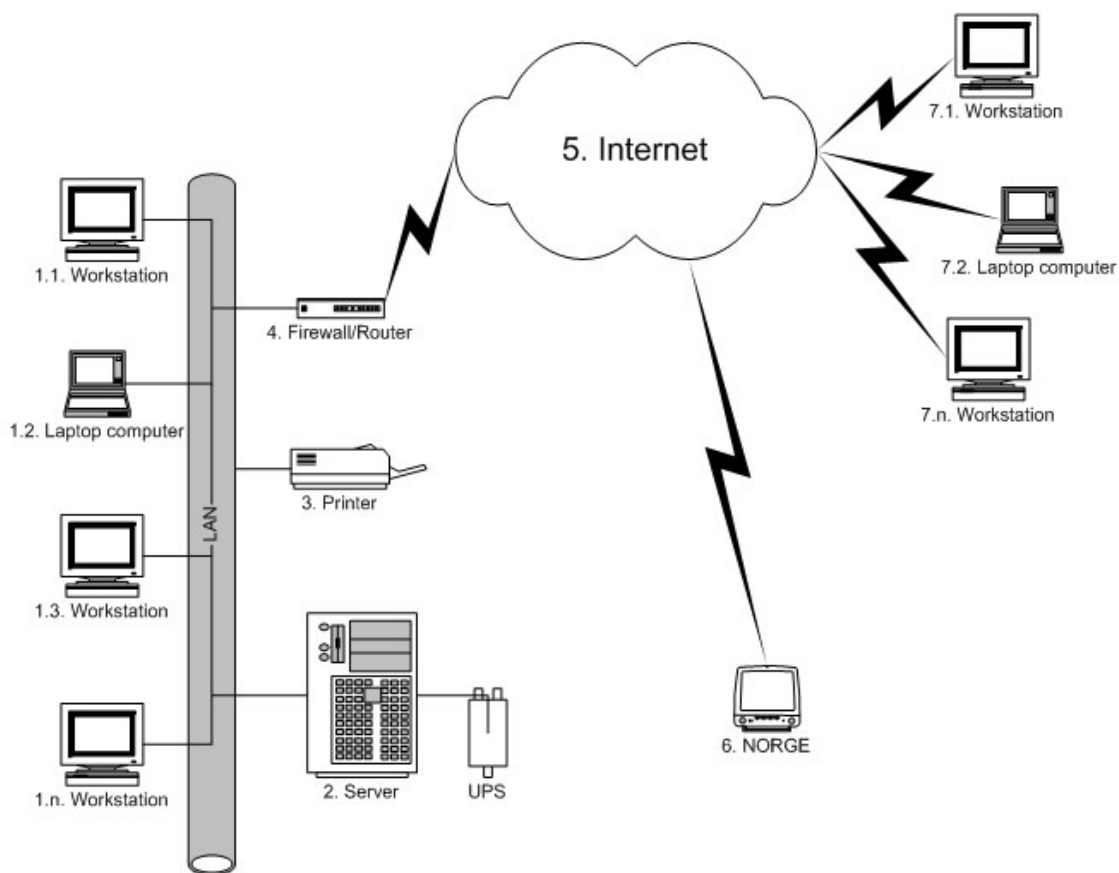 5. Internet
7.1. Workstation
1.1. Workstation
7.2. Laptop computer
4. Firewall/Router
7.n. Workstation
1.2. Laptop computer
3. Printer
LAN
1.3. Workstation
6. NORGE
2. Server
UPS
1.n. Workstation